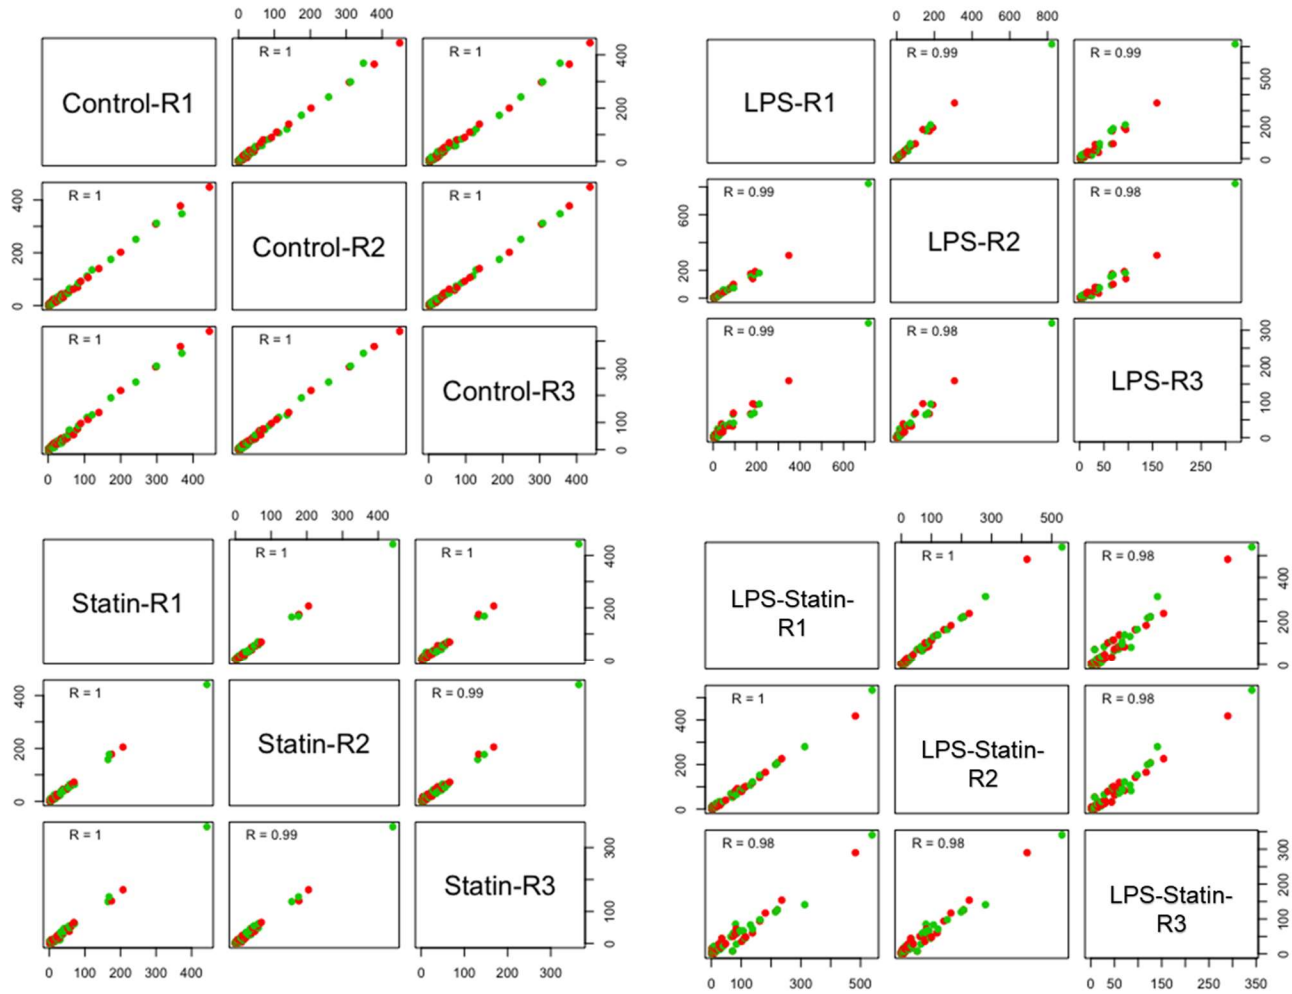 0 100 200 300 400
Control-R1
R = 1
R = 1
0 200 400
0 200 400
R = 1
Control-R2
R = 1
R = 1
R = 1
Control-R3
0 100 300
0 100 200 300 400
0 100 200 300 400
0 200 400 600 800
LPS-R1
R = 0.99
R = 0.99
0 200 500
0 200 600
R = 0.99
LPS-R2
R = 0.98
R = 0.99
R = 0.98
LPS-R3
0 100 200 300
0 200 400 600
0 50 150 250
0 100 200 300 400
Statin-R1
R = 1
R = 1
0 200 400
0 200 400
R = 1
Statin-R2
R = 0.99
R = 1
R = 0.99
Statin-R3
0 100 300
0 100 200 400
0 100 200 300
0 100 300 500
LPS-Statin-
R1
R = 1
R = 0.98
0 200 400
0 200 400
R = 1
LPS-Statin-
R2
R = 0.98
R = 0.98
R = 0.98
LPS-Statin-
R3
0 100 200 300
0 100 300 500
0 50 150 250 350